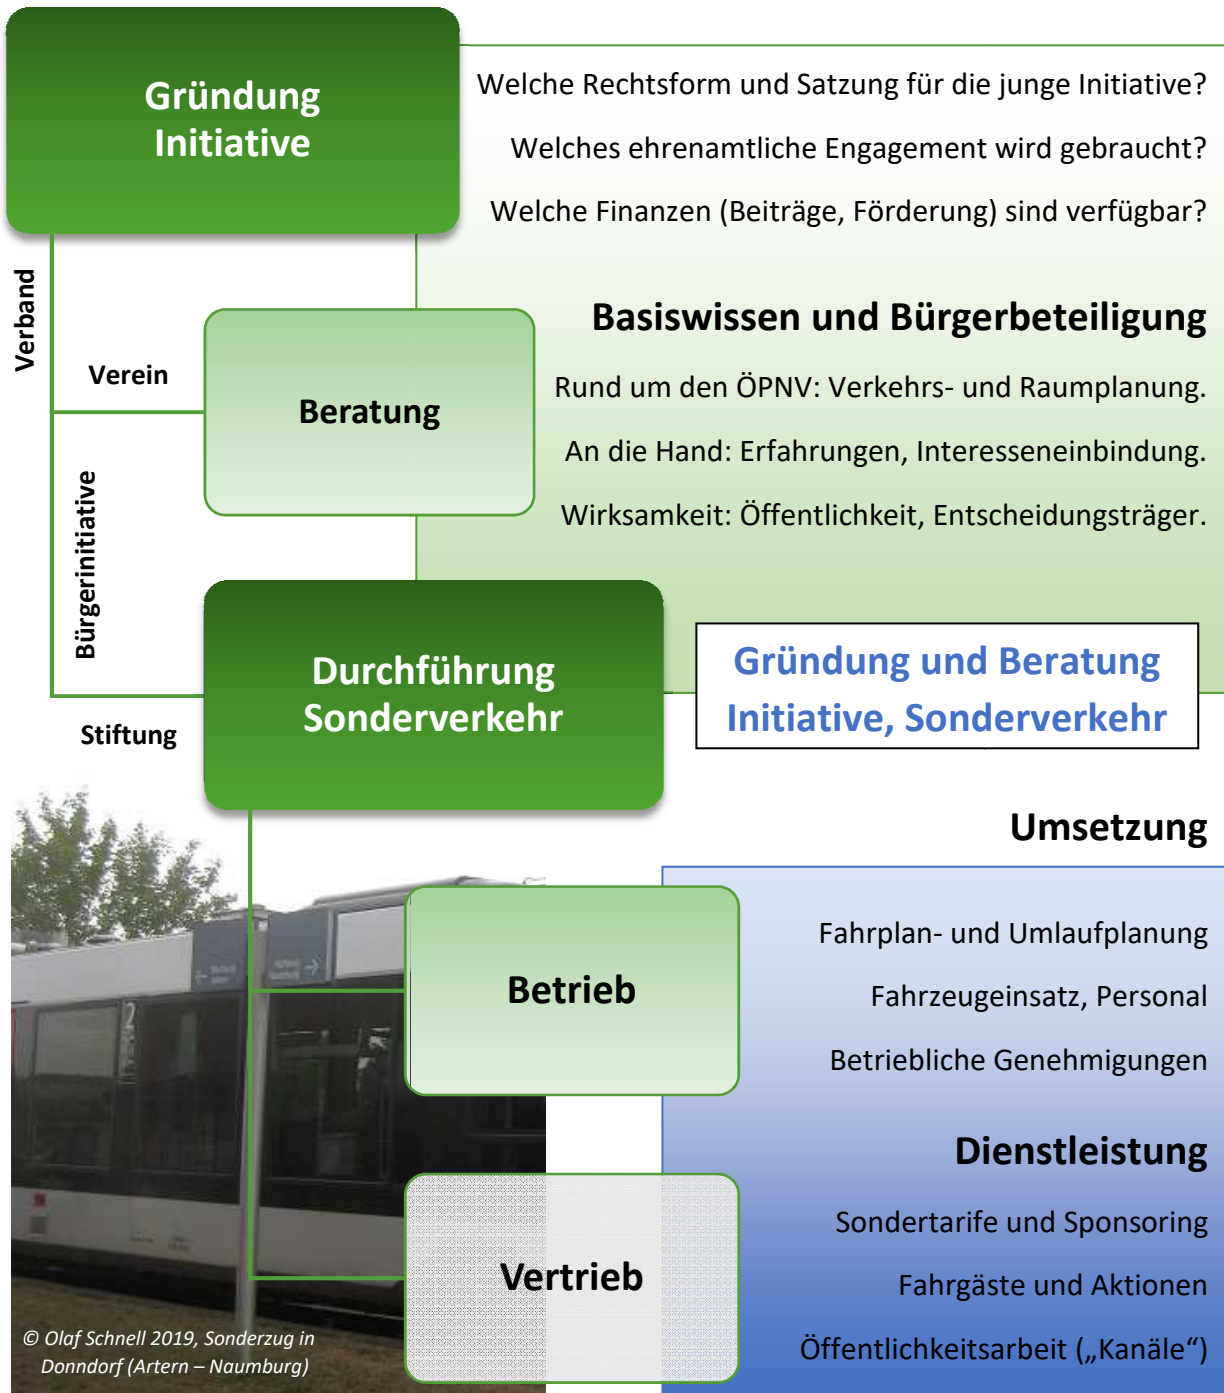 Gründung
Initiative
Welche Rechtsform und Satzung für die junge Initiative?
Welches ehrenamtliche Engagement wird gebraucht?
Welche Finanzen (Beiträge, Förderung) sind verfügbar?
Verband
Verein
Beratung
Basiswissen und Bürgerbeteiligung
Rund um den ÖPNV: Verkehrs- und Raumplanung.
An die Hand: Erfahrungen, Interesseneinbindung.
Wirksamkeit: Öffentlichkeit, Entscheidungsträger.
Bürgerinitiative
Stiftung
Durchführung
Sonderverkehr
Gründung und Beratung
Initiative, Sonderverkehr
Umsetzung
Betrieb
Fahrplan- und Umlaufplanung
Fahrzeugeinsatz, Personal
Betriebliche Genehmigungen
Dienstleistung
Vertrieb
Sondertarife und Sponsoring
Fahrgäste und Aktionen
Öffentlichkeitsarbeit („Kanäle“)
2
© Olaf Schnell 2019, Sonderzug in
Donndorf (Artern – Naumburg)